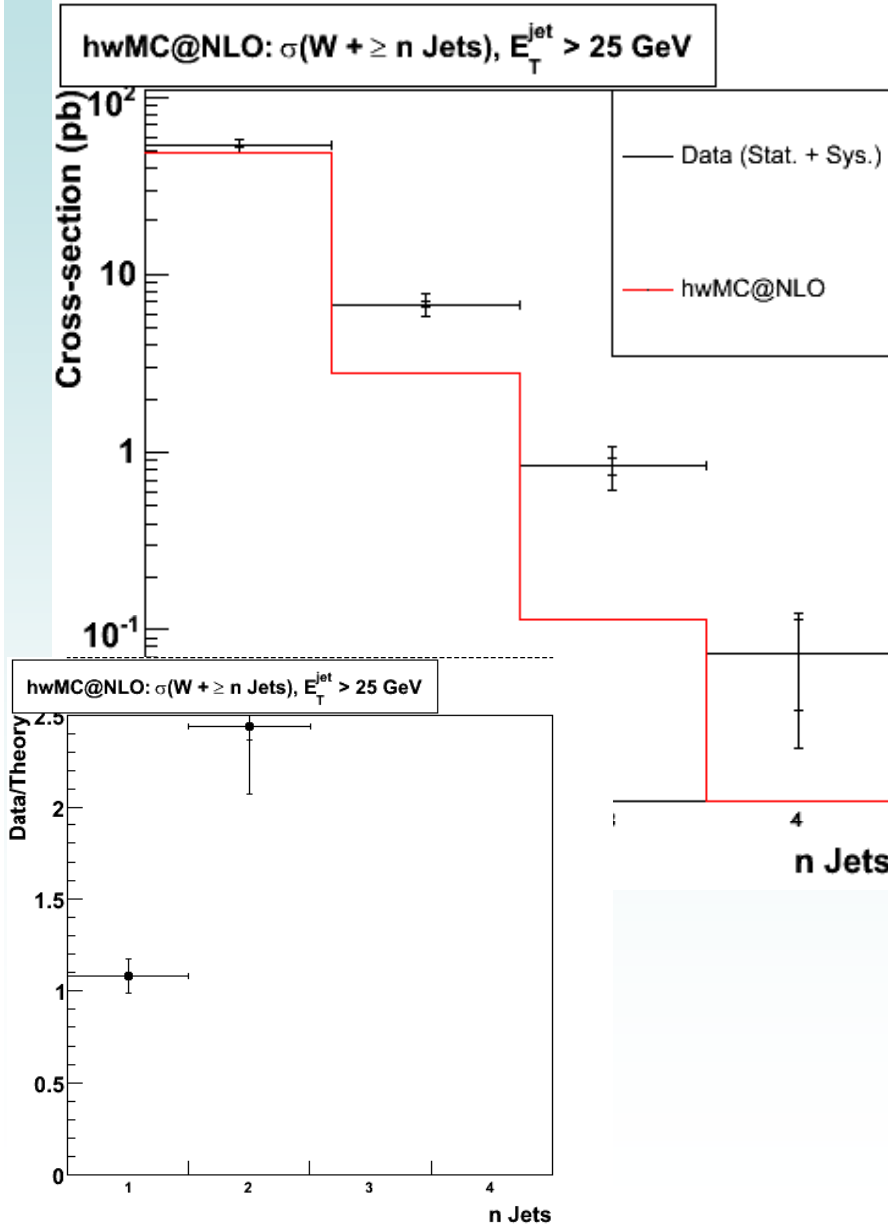 hwMC@NLO: σ(W + ≥ n Jets), E_T^jet > 25 GeV
Cross-section (pb)
10²
10
1
10⁻¹
Data (Stat. + Sys.)
hwMC@NLO
4
n Jets
hwMC@NLO: σ(W + ≥ n Jets), E_T^jet > 25 GeV
Data/Theory
2.5
2
1.5
1
0.5
0
1 2 3 4
n Jets